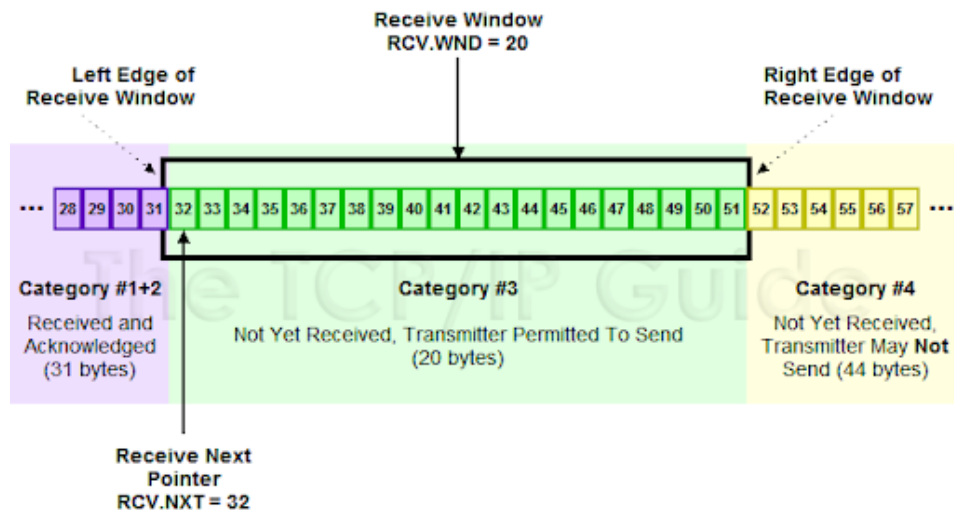 Receive Window
RCV.WND = 20
Left Edge of
Receive Window
Right Edge of
Receive Window
... 28 29 30 31 32 33 34 35 36 37 38 39 40 41 42 43 44 45 46 47 48 49 50 51 52 53 54 55 56 57 ...
The TCP/IP Guide
Category #1+2
Received and
Acknowledged
(31 bytes)
Category #3
Not Yet Received, Transmitter Permitted To Send
(20 bytes)
Category #4
Not Yet Received,
Transmitter May Not
Send (44 bytes)
Receive Next
Pointer
RCV.NXT = 32